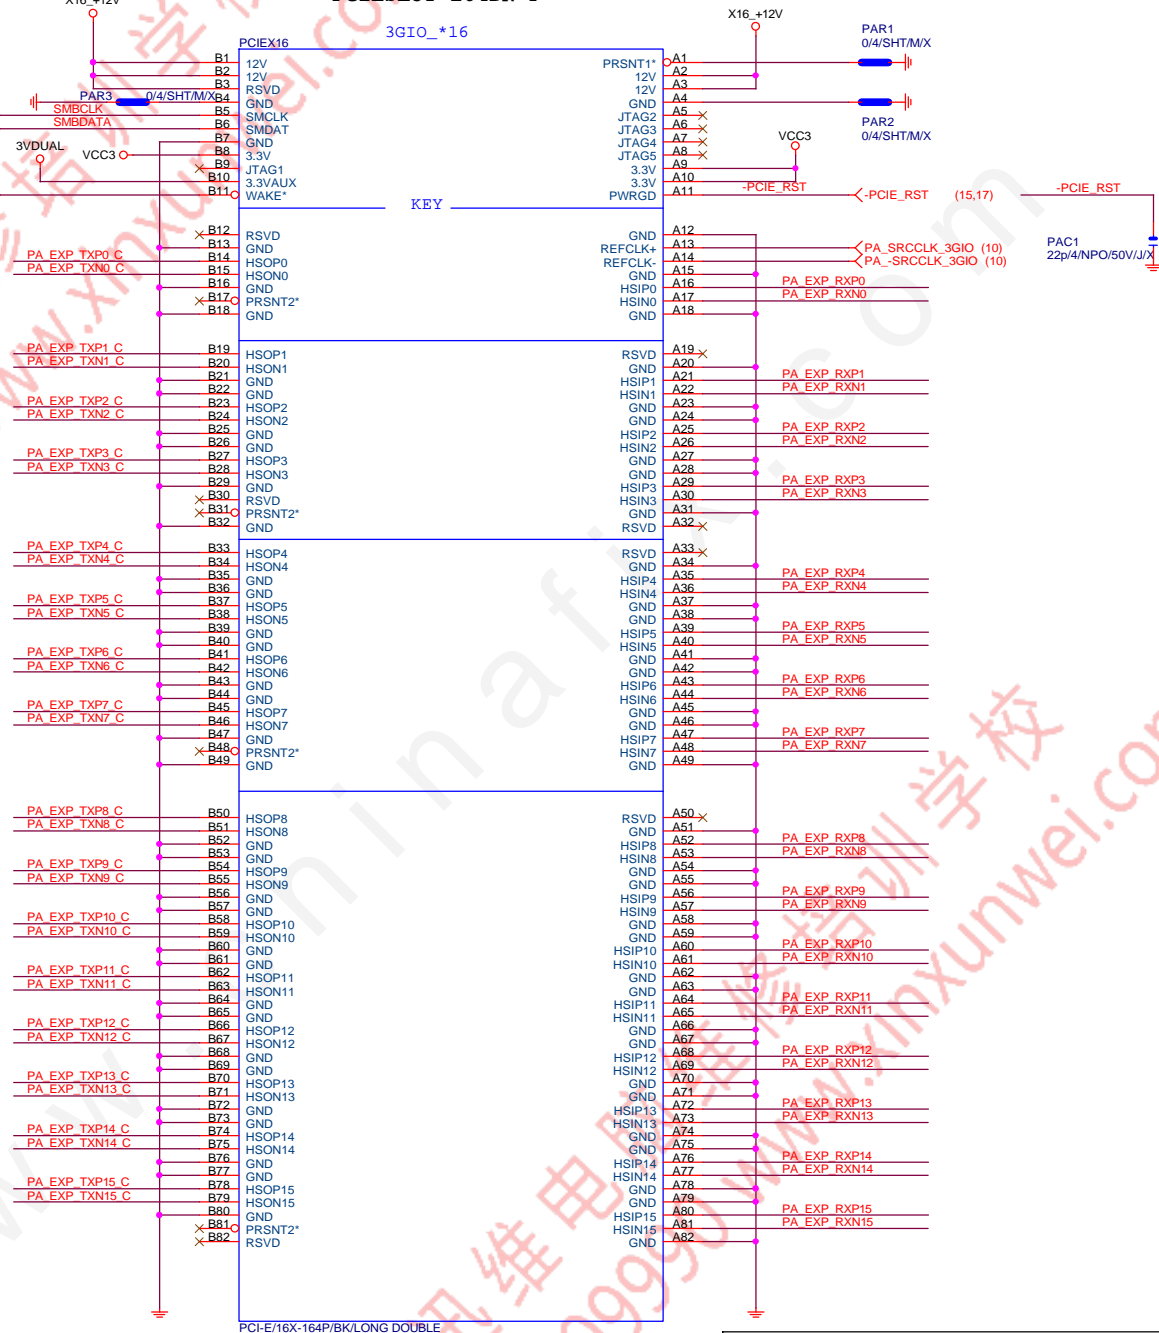 X16_+12V
X16_+12V
3GIO_*16
PAR1
0/4/SHT/M/X
PCIEX16
B1 12V PRSNT1* A1
B2 12V 12V A2
B3 RSVD 12V A3
PAR3 0/4/SHT/M/X B4 GND GND A4
SMBCLK B5 SMCLK JTAG2 A5
SMBDATA B6 SMDAT JTAG3 A6
PAR2
0/4/SHT/M/X
B7 GND JTAG4 A7
3VDUAL VCC3 B8 3.3V JTAG5 A8 VCC3
B9 JTAG1 3.3V A9
B10 3.3VAUX 3.3V A10
B11 WAKE* PWRGD A11 -PCIE_RST -PCIE_RST (15,17) -PCIE_RST
KEY
B12 RSVD GND A12
B13 GND REFCLK+ A13 PA_SRCCLK_3GIO (10)
PA_EXP_TXP0_C B14 HSOP0 REFCLK- A14 PA_-SRCCLK_3GIO (10)
PAC1
22p/4/NPO/50V/J/X
PA_EXP_TXN0_C B15 HSON0 GND A15
B16 GND HSIP0 A16 PA_EXP_RXP0
B17 PRSNT2* HSIN0 A17 PA_EXP_RXN0
B18 GND GND A18
PA_EXP_TXP1_C B19 HSOP1 RSVD A19
PA_EXP_TXN1_C B20 HSON1 GND A20
B21 GND HSIP1 A21 PA_EXP_RXP1
B22 GND HSIN1 A22 PA_EXP_RXN1
PA_EXP_TXP2_C B23 HSOP2 GND A23
PA_EXP_TXN2_C B24 HSON2 GND A24
B25 GND HSIP2 A25 PA_EXP_RXP2
B26 GND HSIN2 A26 PA_EXP_RXN2
PA_EXP_TXP3_C B27 HSOP3 GND A27
PA_EXP_TXN3_C B28 HSON3 GND A28
B29 GND HSIP3 A29 PA_EXP_RXP3
B30 RSVD HSIN3 A30 PA_EXP_RXN3
B31 PRSNT2* GND A31
B32 GND RSVD A32
PA_EXP_TXP4_C B33 HSOP4 RSVD A33
PA_EXP_TXN4_C B34 HSON4 GND A34
B35 GND HSIP4 A35 PA_EXP_RXP4
B36 GND HSIN4 A36 PA_EXP_RXN4
PA_EXP_TXP5_C B37 HSOP5 GND A37
PA_EXP_TXN5_C B38 HSON5 GND A38
B39 GND HSIP5 A39 PA_EXP_RXP5
B40 GND HSIN5 A40 PA_EXP_RXN5
PA_EXP_TXP6_C B41 HSOP6 GND A41
PA_EXP_TXN6_C B42 HSON6 GND A42
B43 GND HSIP6 A43 PA_EXP_RXP6
B44 GND HSIN6 A44 PA_EXP_RXN6
PA_EXP_TXP7_C B45 HSOP7 GND A45
PA_EXP_TXN7_C B46 HSON7 GND A46
B47 GND HSIP7 A47 PA_EXP_RXP7
B48 PRSNT2* HSIN7 A48 PA_EXP_RXN7
B49 GND GND A49
PA_EXP_TXP8_C B50 HSOP8 RSVD A50
PA_EXP_TXN8_C B51 HSON8 GND A51
B52 GND HSIP8 A52 PA_EXP_RXP8
B53 GND HSIN8 A53 PA_EXP_RXN8
PA_EXP_TXP9_C B54 HSOP9 GND A54
PA_EXP_TXN9_C B55 HSON9 GND A55
B56 GND HSIP9 A56 PA_EXP_RXP9
B57 GND HSIN9 A57 PA_EXP_RXN9
PA_EXP_TXP10_C B58 HSOP10 GND A58
PA_EXP_TXN10_C B59 HSON10 GND A59
B60 GND HSIP10 A60 PA_EXP_RXP10
B61 GND HSIN10 A61 PA_EXP_RXN10
PA_EXP_TXP11_C B62 HSOP11 GND A62
PA_EXP_TXN11_C B63 HSON11 GND A63
B64 GND HSIP11 A64 PA_EXP_RXP11
B65 GND HSIN11 A65 PA_EXP_RXN11
PA_EXP_TXP12_C B66 HSOP12 GND A66
PA_EXP_TXN12_C B67 HSON12 GND A67
B68 GND HSIP12 A68 PA_EXP_RXP12
B69 GND HSIN12 A69 PA_EXP_RXN12
PA_EXP_TXP13_C B70 HSOP13 GND A70
PA_EXP_TXN13_C B71 HSON13 GND A71
B72 GND HSIP13 A72 PA_EXP_RXP13
B73 GND HSIN13 A73 PA_EXP_RXN13
PA_EXP_TXP14_C B74 HSOP14 GND A74
PA_EXP_TXN14_C B75 HSON14 GND A75
B76 GND HSIP14 A76 PA_EXP_RXP14
B77 GND HSIN14 A77 PA_EXP_RXN14
PA_EXP_TXP15_C B78 HSOP15 GND A78
PA_EXP_TXN15_C B79 HSON15 GND A79
B80 GND HSIP15 A80 PA_EXP_RXP15
B81 PRSNT2* HSIN15 A81 PA_EXP_RXN15
B82 RSVD GND A82
PCI-E/16X-164P/BK/LONG DOUBLE
修培训学校
www.xinxunwei.com
讯维电脑维修培训学校
www.xinxunwei.com